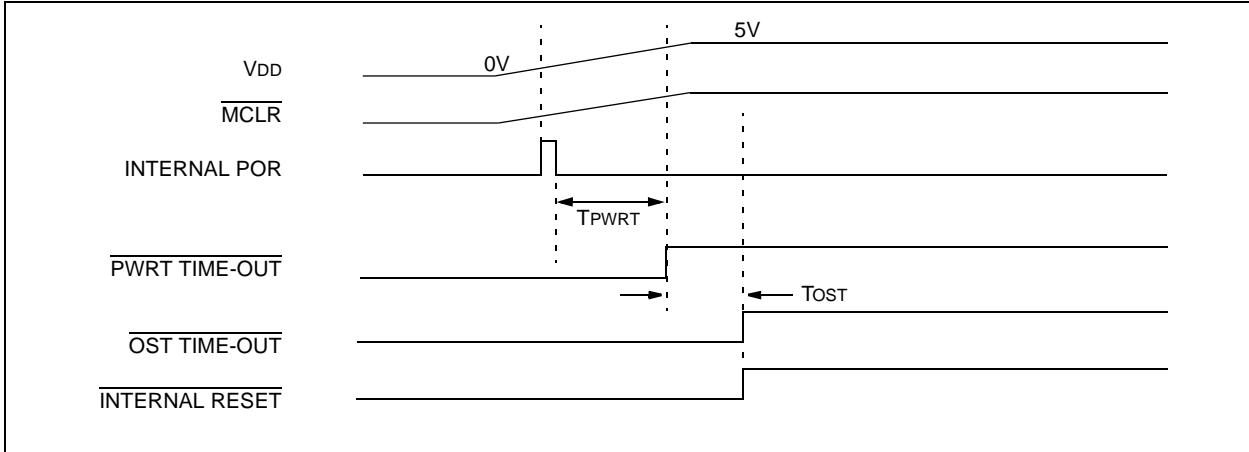 5V
VDD 0V
MCLR
INTERNAL POR
TPWRT
PWRT TIME-OUT
TOST
OST TIME-OUT
INTERNAL RESET